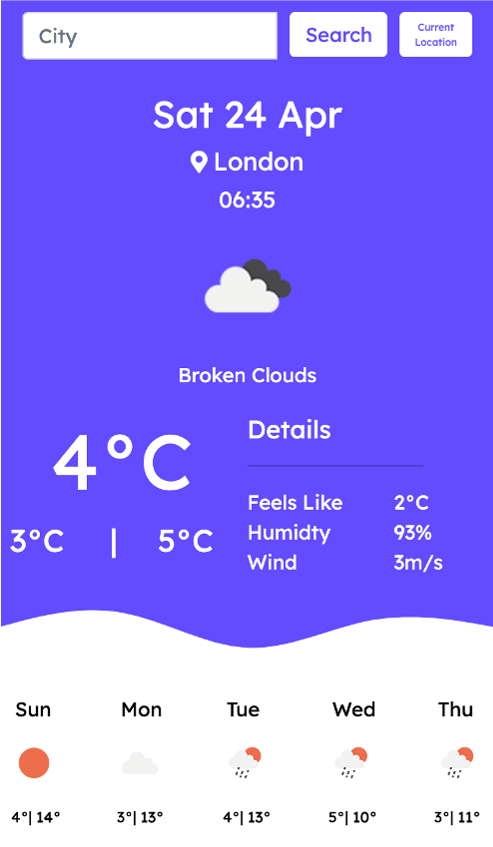 City
Search
Current
Location
Sat 24 Apr
London
06:35
Broken Clouds
4°C
3°C | 5°C
Details
Feels Like 2°C
Humidty 93%
Wind 3m/s
Sun Mon Tue Wed Thu
4°| 14° 3°| 13° 4°| 13° 5°| 10° 3°| 11°